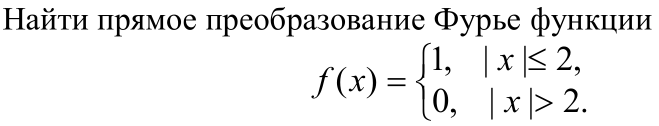 Найти прямое преобразование Фурье функции
f(x) = {1, | x |≤ 2,
0, | x |> 2.